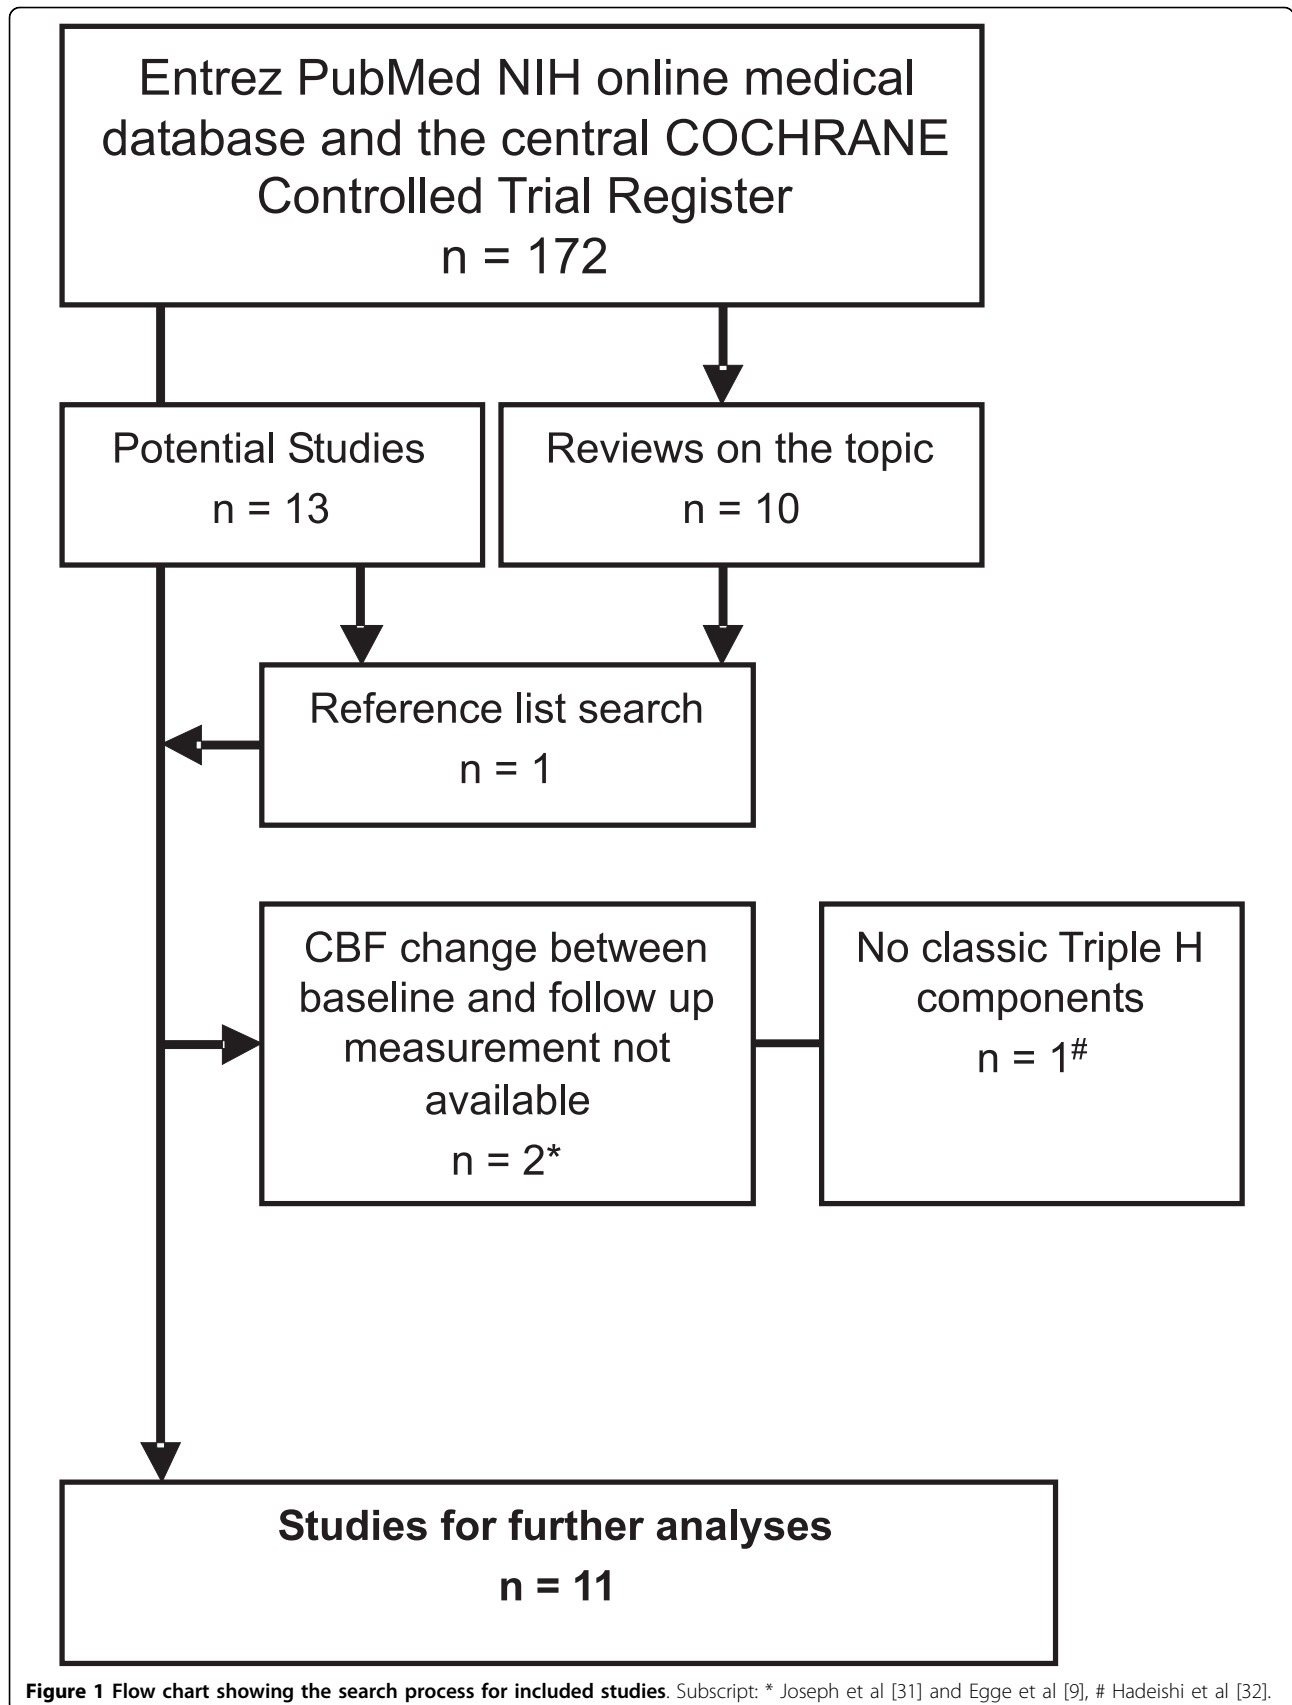 Entrez PubMed NIH online medical
database and the central COCHRANE
Controlled Trial Register
n = 172
Potential Studies
n = 13
Reviews on the topic
n = 10
Reference list search
n = 1
CBF change between
baseline and follow up
measurement not
available
n = 2*
No classic Triple H
components
n = 1#
Studies for further analyses
n = 11
Figure 1 Flow chart showing the search process for included studies. Subscript: * Joseph et al [31] and Egge et al [9], # Hadeishi et al [32].